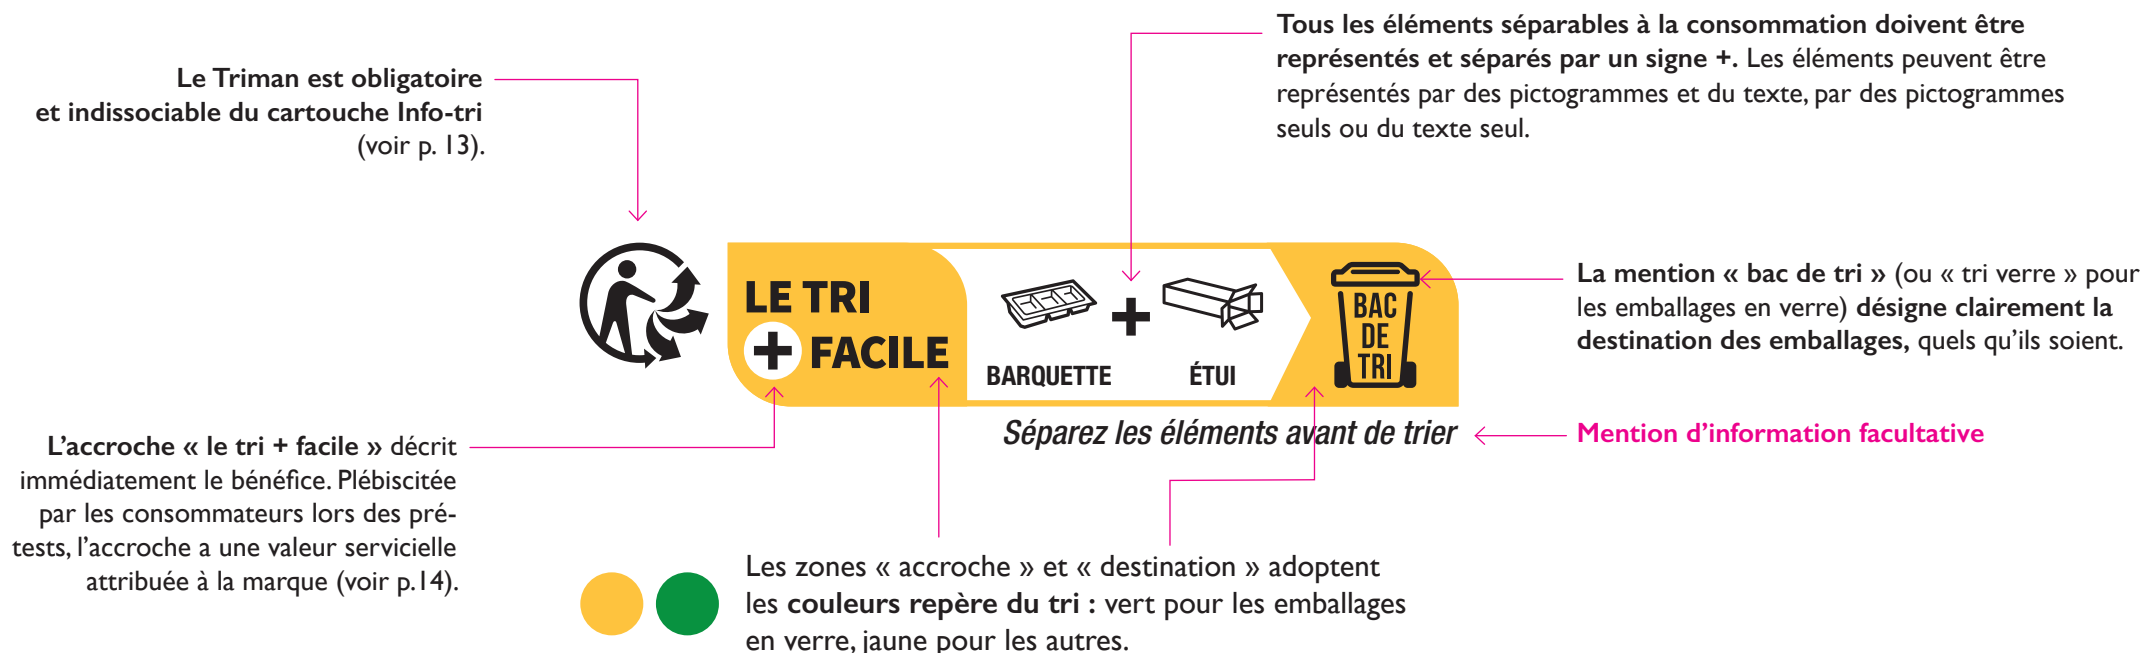 Le Triman est obligatoire
et indissociable du cartouche Info-tri
(voir p. 13).
Tous les éléments séparables à la consommation doivent être
représentés et séparés par un signe +. Les éléments peuvent être
représentés par des pictogrammes et du texte, par des pictogrammes
seuls ou du texte seul.
LE TRI
+ FACILE
+
BARQUETTE
ÉTUI
BAC
DE
TRI
Séparez les éléments avant de trier
La mention « bac de tri » (ou « tri verre » pour
les emballages en verre) désigne clairement la
destination des emballages, quels qu'ils soient.
Mention d'information facultative
L'accroche « le tri + facile » décrit
immédiatement le bénéfice. Plébiscitée
par les consommateurs lors des pré-
tests, l'accroche a une valeur servicielle
attribuée à la marque (voir p.14).
Les zones « accroche » et « destination » adoptent
les couleurs repère du tri : vert pour les emballages
en verre, jaune pour les autres.